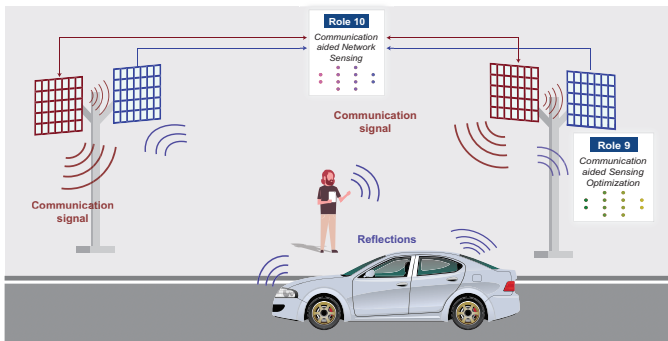 Role 10
Communication
aided Network
Sensing
Communication
signal
Role 9
Communication
aided Sensing
Optimization
Communication
signal
Reflections